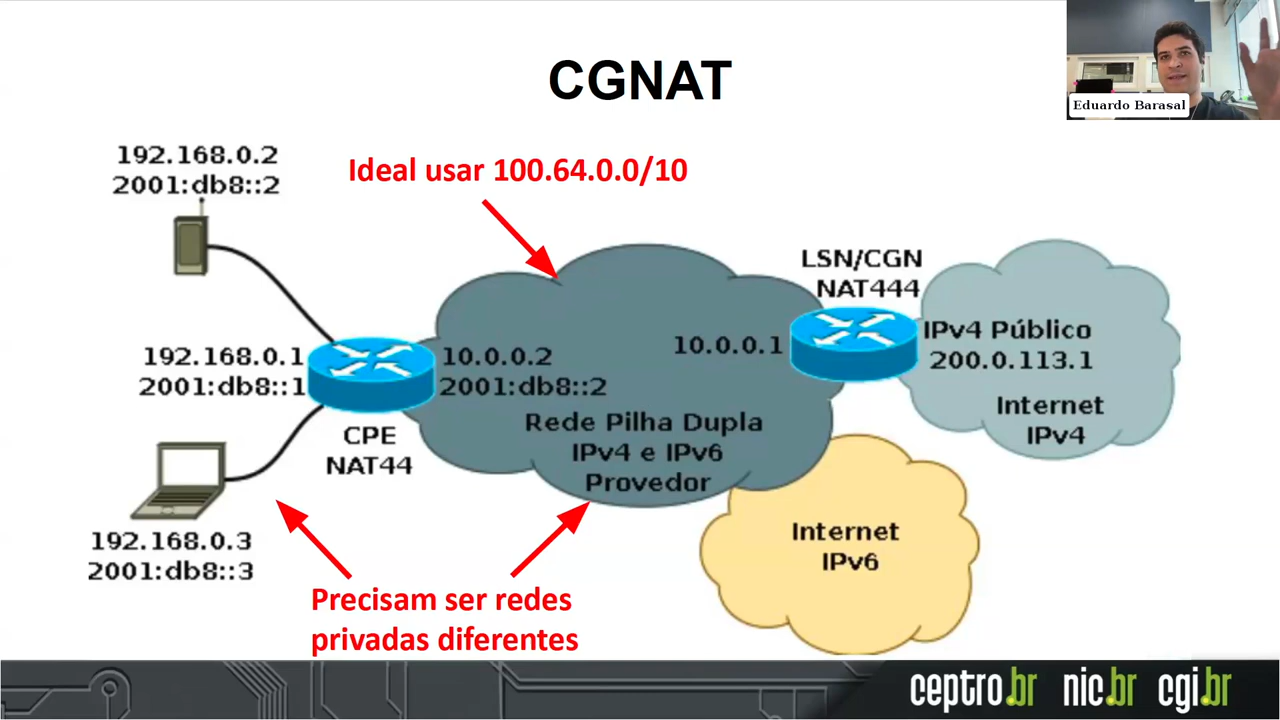 CGNAT
Eduardo Barasal
192.168.0.2
2001:db8::2
Ideal usar 100.64.0.0/10
LSN/CGN
NAT444
192.168.0.1
2001:db8::1
10.0.0.2
2001:db8::2
10.0.0.1
IPv4 Público
200.0.113.1
CPE
NAT44
Rede Pilha Dupla
IPv4 e IPv6
Provedor
Internet
IPv4
192.168.0.3
2001:db8::3
Internet
IPv6
Precisam ser redes
privadas diferentes
ceptro.br nic.br cgi.br